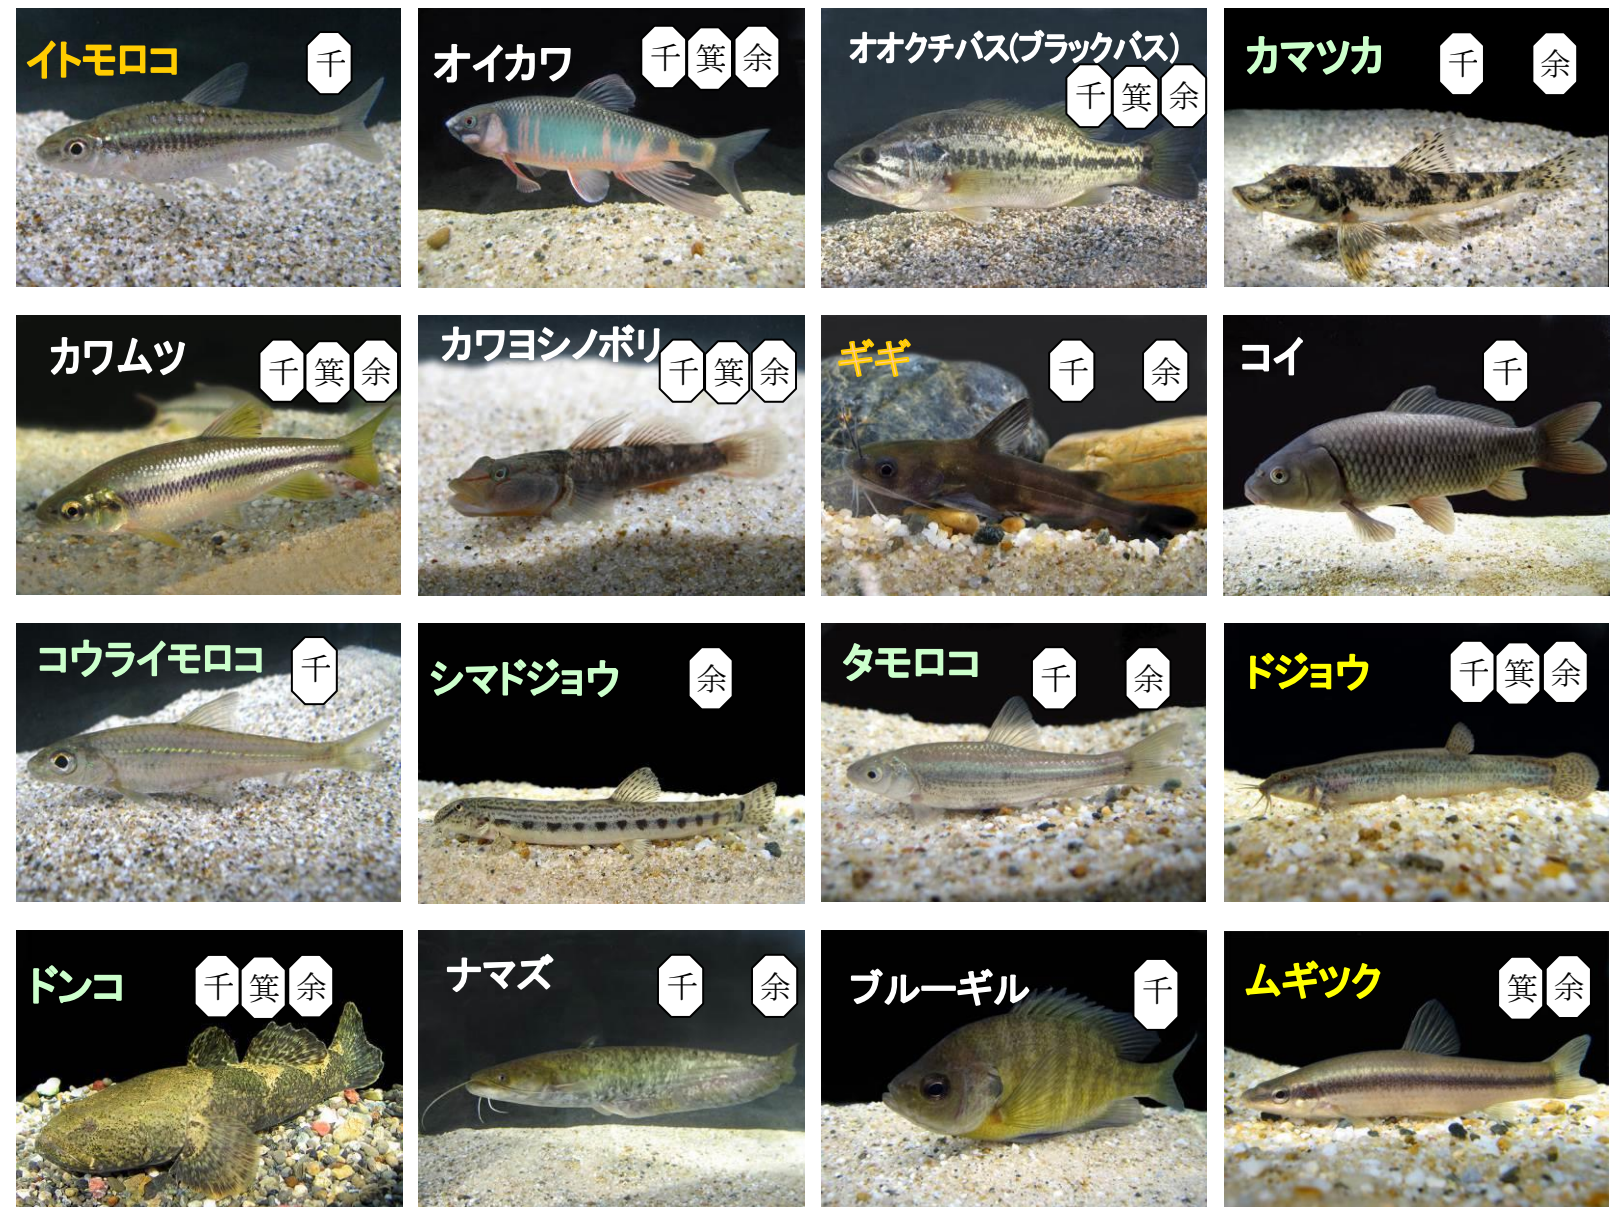 イトモロコ 千
オイカワ 千 箕 余
オオクチバス(ブラックバス)
千 箕 余
カマツカ 千 余
カワムツ 千 箕 余
カワヨシノボリ 千 箕 余
ギギ 千 余
コイ 千
コウライモロコ 千
シマドジョウ 余
タモロコ 千 余
ドジョウ 千 箕 余
ドンコ 千 箕 余
ナマズ 千 余
ブルーギル 千
ムギツク 箕 余